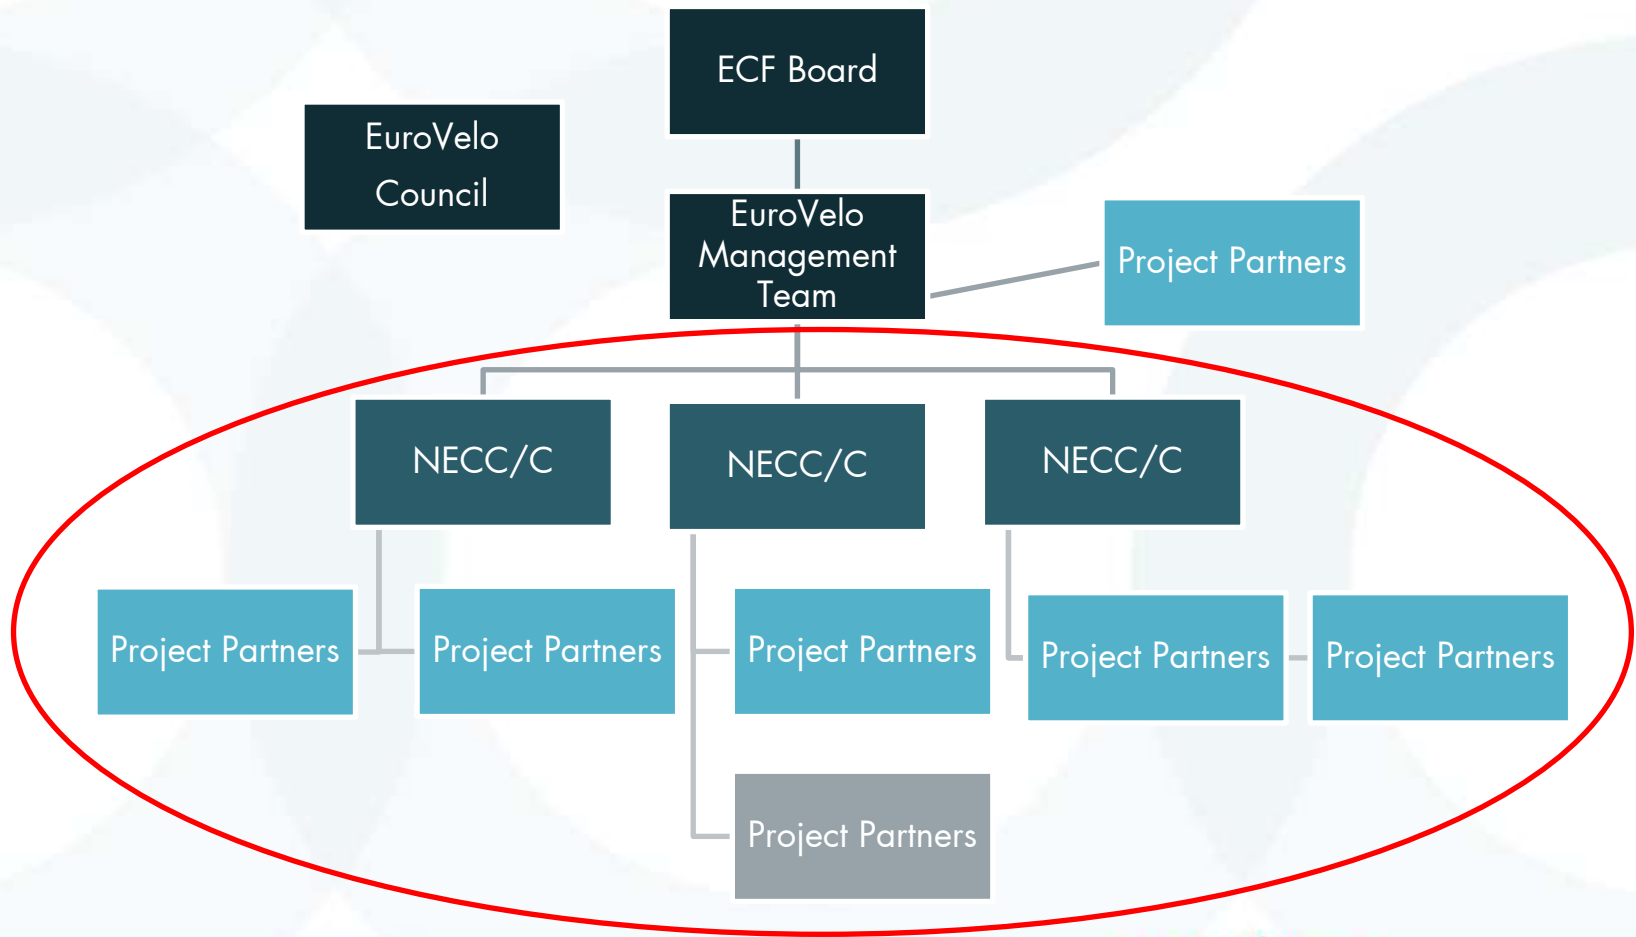 ECF Board
EuroVelo
Council
EuroVelo
Management
Team
Project Partners
NECC/C
NECC/C
NECC/C
Project Partners
Project Partners
Project Partners
Project Partners
Project Partners
Project Partners